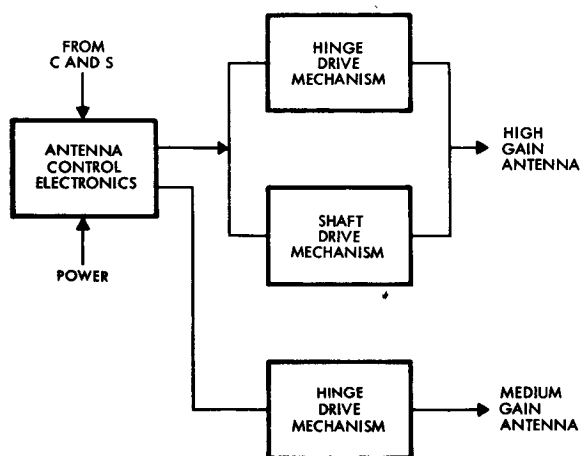 FROM
C AND S
ANTENNA
CONTROL
ELECTRONICS
POWER
HINGE
DRIVE
MECHANISM
SHAFT
DRIVE
MECHANISM
HIGH
GAIN
ANTENNA
HINGE
DRIVE
MECHANISM
MEDIUM
GAIN
ANTENNA